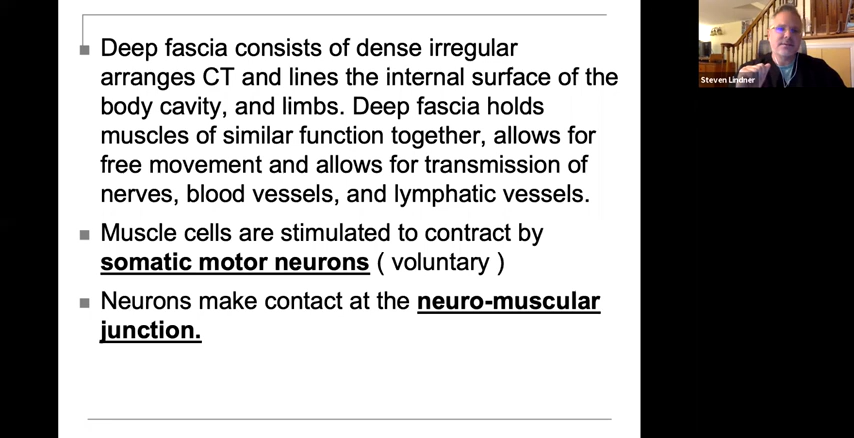 Deep fascia consists of dense irregular
arranges CT and lines the internal surface of the
body cavity, and limbs. Deep fascia holds
muscles of similar function together, allows for
free movement and allows for transmission of
nerves, blood vessels, and lymphatic vessels.
Muscle cells are stimulated to contract by
somatic motor neurons ( voluntary )
Neurons make contact at the neuro-muscular
junction.
Steven Lindner